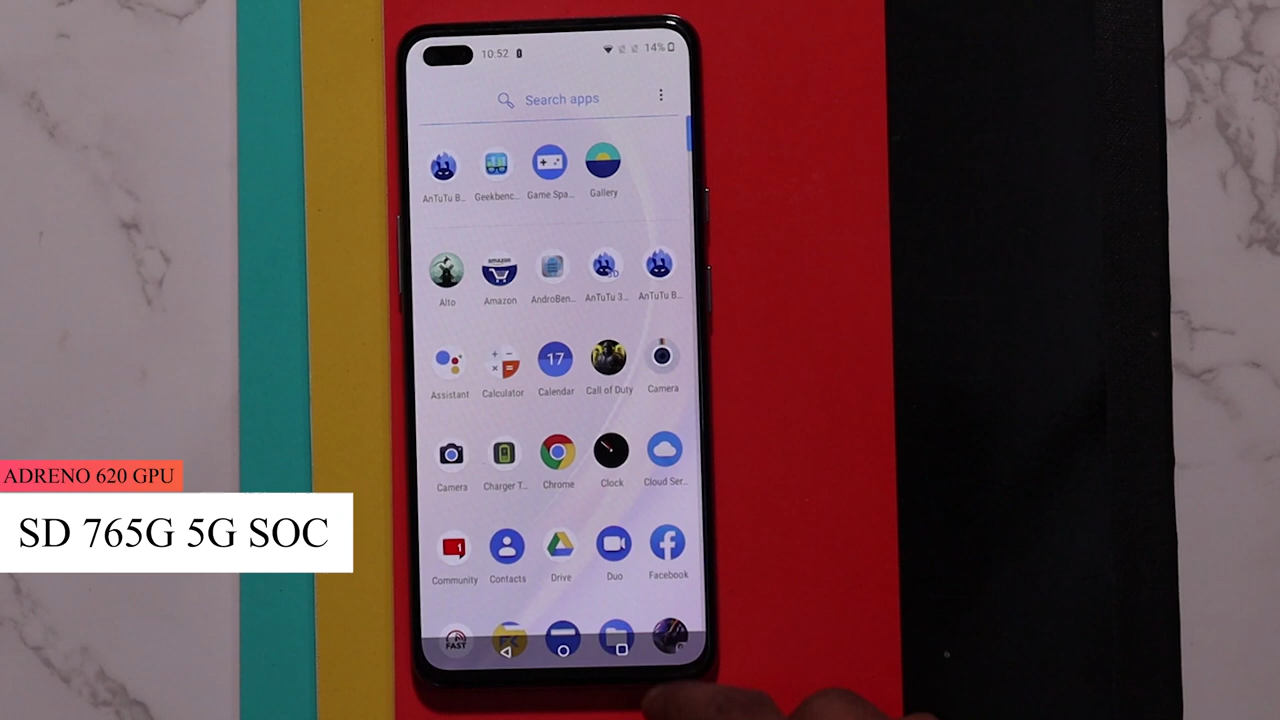 10:52
14%
Search apps
AnTuTu B..
Geekbenc..
Game Spa..
Gallery
Alto
amazon
Amazon
AndroBen..
3D
AnTuTu 3..
AnTuTu B..
Assistant
Calculator
17
Calendar
Call of Duty
Camera
Camera
Charger T..
Chrome
Clock
Cloud Ser..
1
Community
Contacts
Drive
Duo
Facebook
FAST
ADRENO 620 GPU
SD 765G 5G SOC